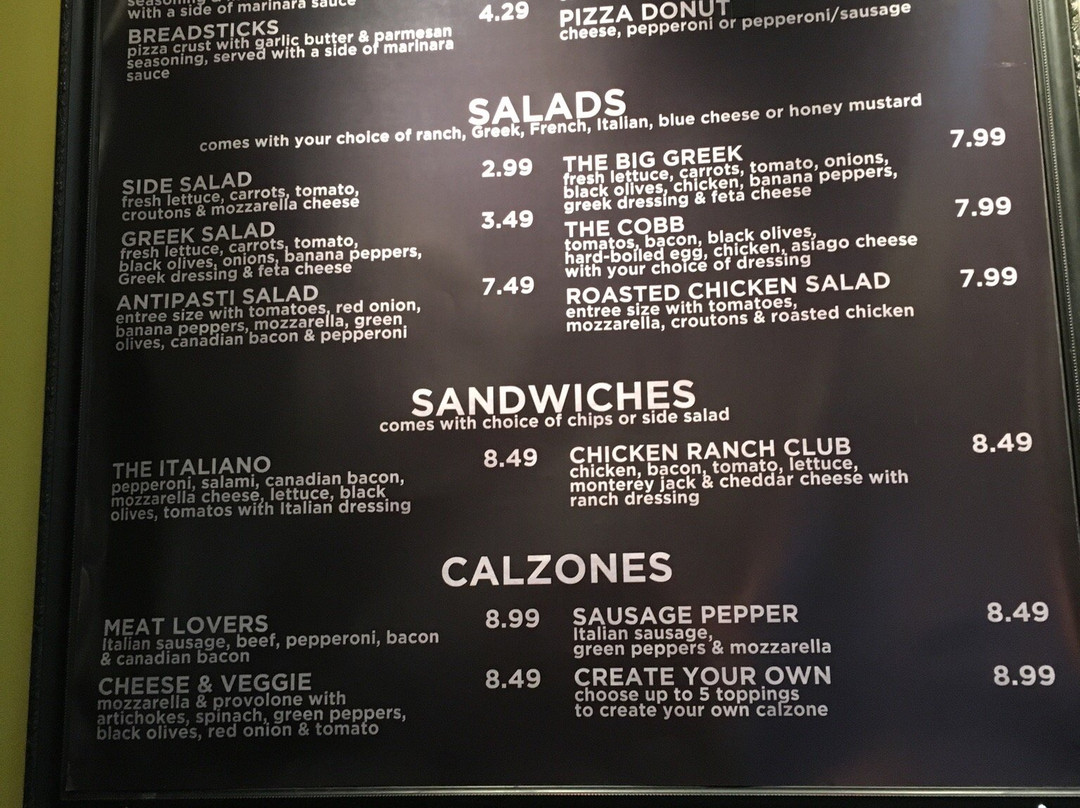 with a side of marinara sauce
BREADSTICKS 4.29
pizza crust with garlic butter & parmesan
seasoning, served with a side of marinara
sauce
PIZZA DONUT
cheese, pepperoni or pepperoni/sausage
SALADS
comes with your choice of ranch, Greek, French, Italian, blue cheese or honey mustard
SIDE SALAD 2.99
fresh lettuce, carrots, tomato,
croutons & mozzarella cheese
GREEK SALAD 3.49
fresh lettuce, carrots, tomato,
black olives, onions, banana peppers,
Greek dressing & feta cheese
ANTIPASTI SALAD 7.49
entree size with tomatoes, red onion,
banana peppers, mozzarella, green
olives, canadian bacon & pepperoni
THE BIG GREEK 7.99
fresh lettuce, carrots, tomato, onions,
black olives, chicken, banana peppers,
greek dressing & feta cheese
THE COBB 7.99
tomatos, bacon, black olives,
hard-boiled egg, chicken, asiago cheese
with your choice of dressing
ROASTED CHICKEN SALAD 7.99
entree size with tomatoes,
mozzarella, croutons & roasted chicken
SANDWICHES
comes with choice of chips or side salad
THE ITALIANO 8.49
pepperoni, salami, canadian bacon,
mozzarella cheese, lettuce, black
olives, tomatos with Italian dressing
CHICKEN RANCH CLUB 8.49
chicken, bacon, tomato, lettuce,
monterey jack & cheddar cheese with
ranch dressing
CALZONES
MEAT LOVERS 8.99
Italian sausage, beef, pepperoni, bacon
& canadian bacon
CHEESE & VEGGIE 8.49
mozzarella & provolone with
artichokes, spinach, green peppers,
black olives, red onion & tomato
SAUSAGE PEPPER 8.49
Italian sausage,
green peppers & mozzarella
CREATE YOUR OWN 8.99
choose up to 5 toppings
to create your own calzone